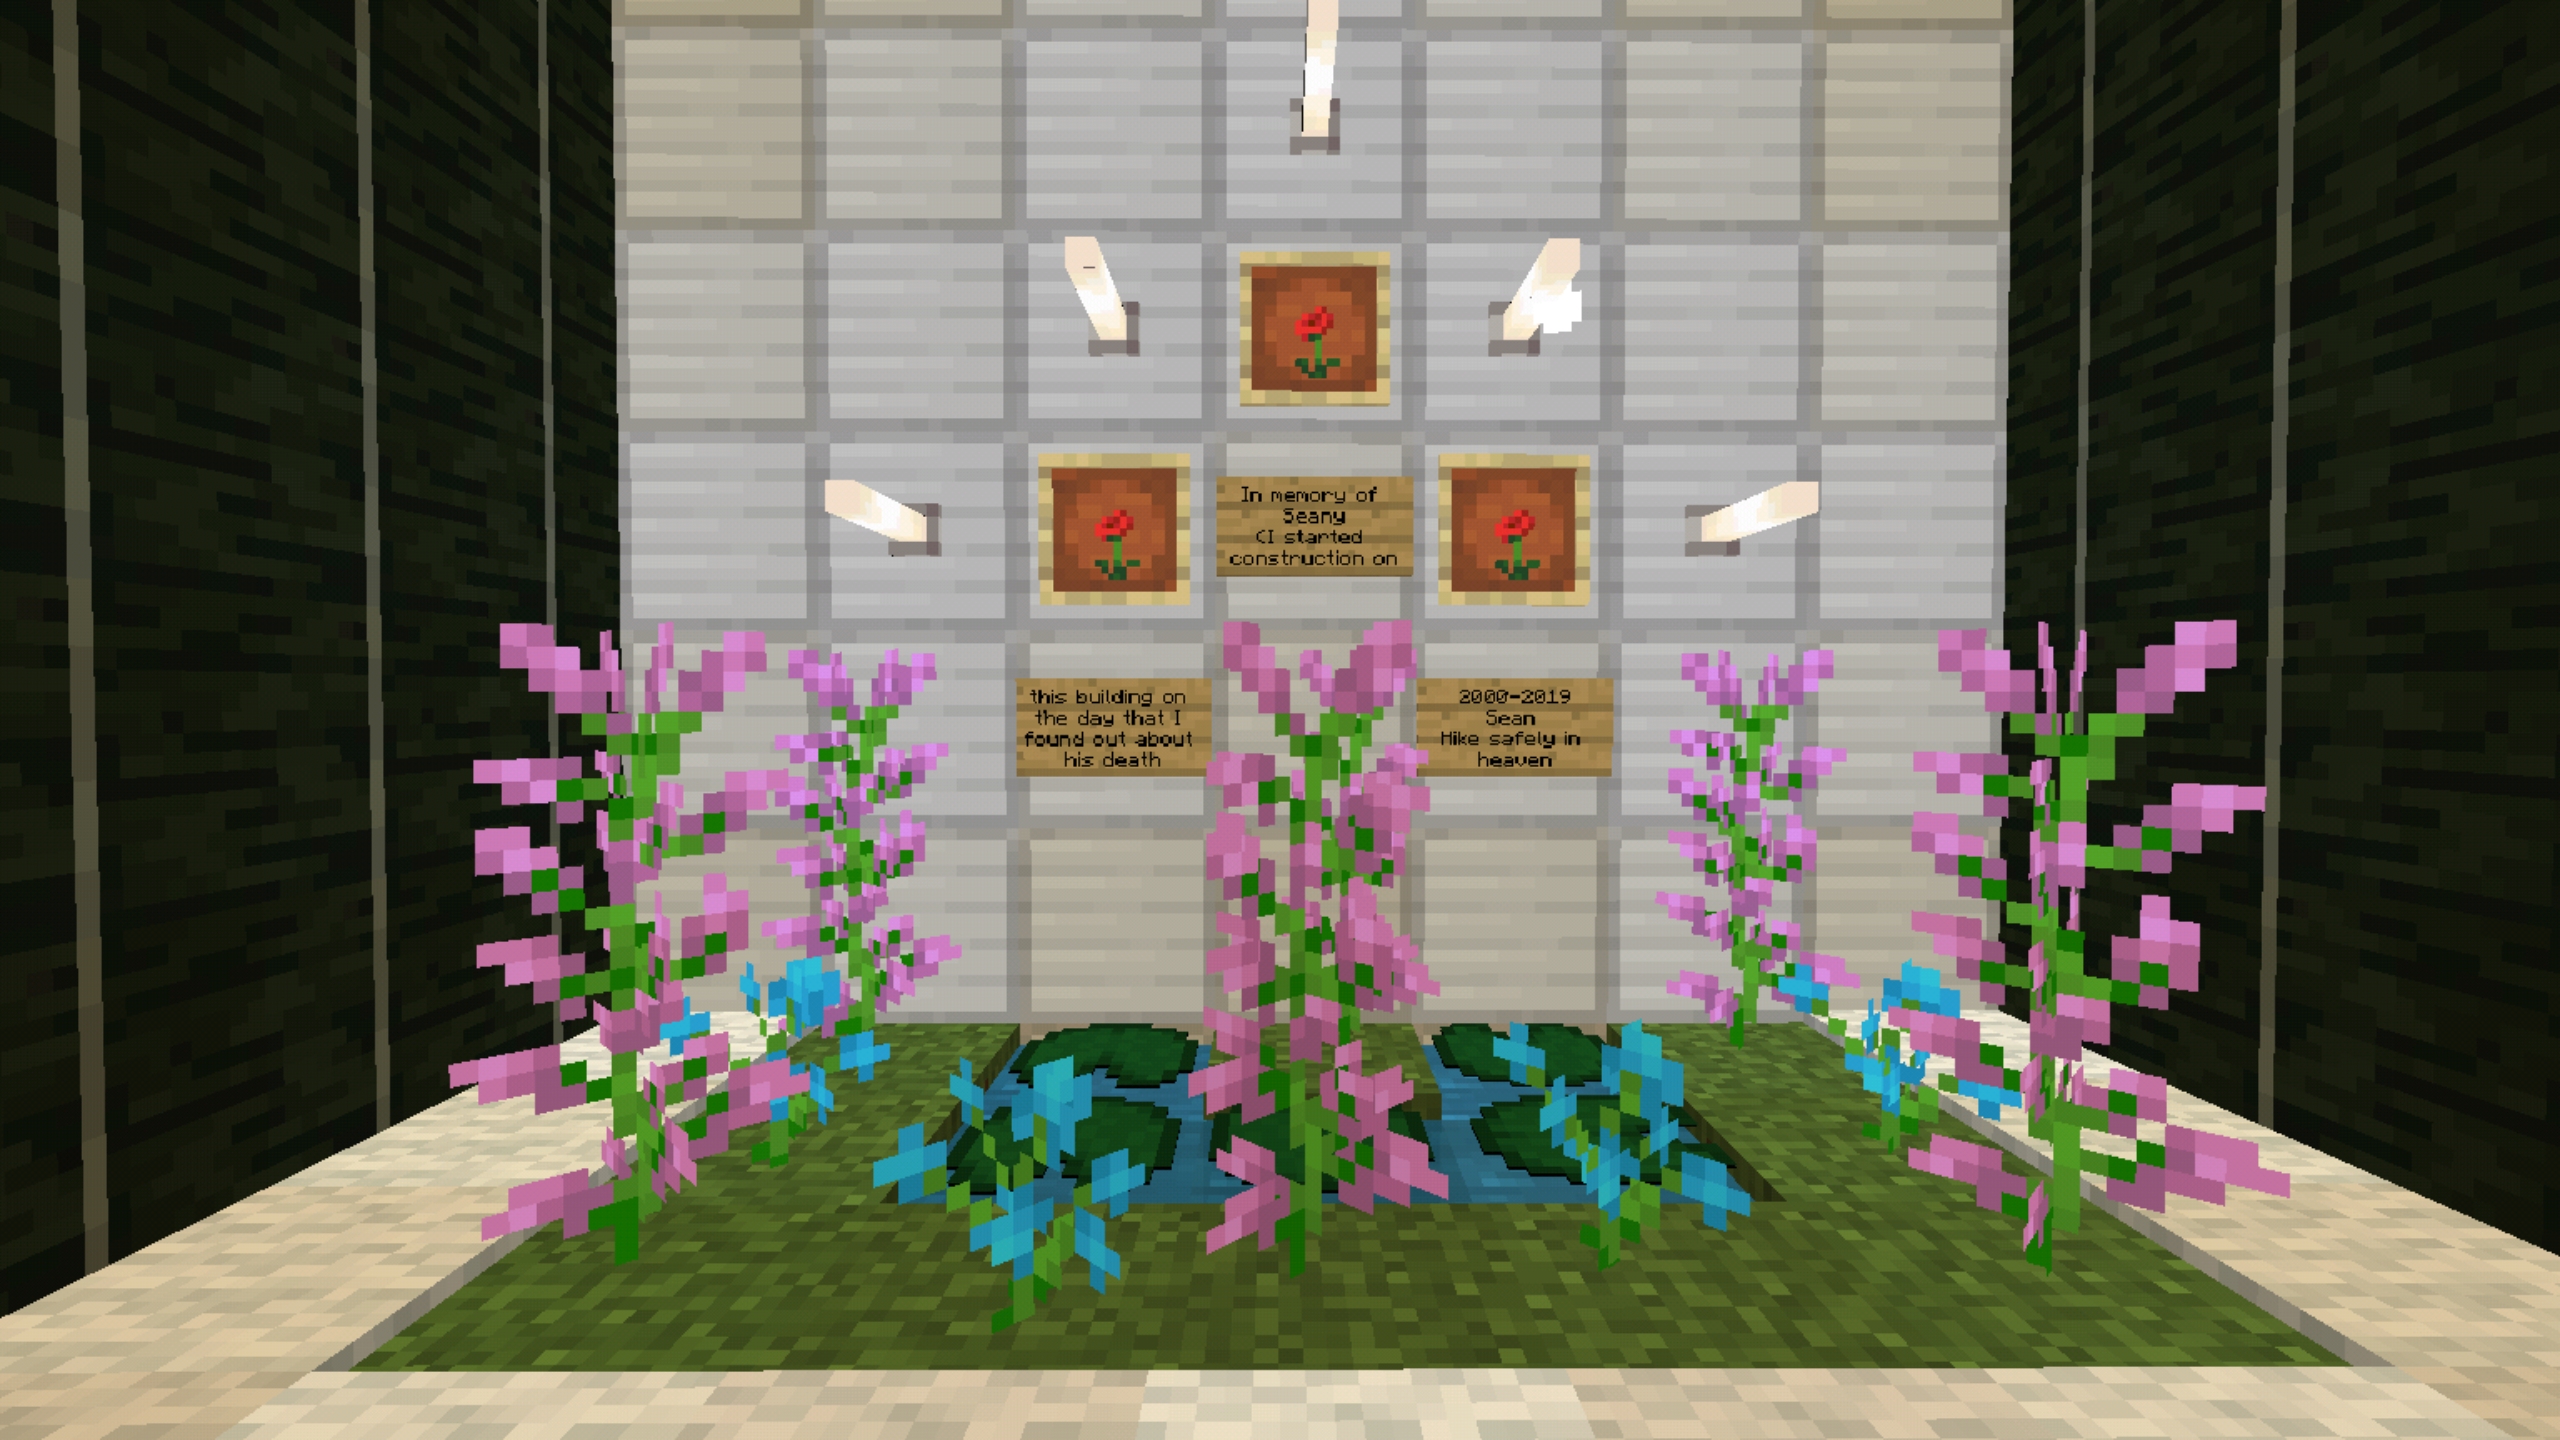 In memory of
Seany
CI started
construction on
this building on
the day that I
found out about
his death
2000-2019
Sean
Hike safely in
heaven